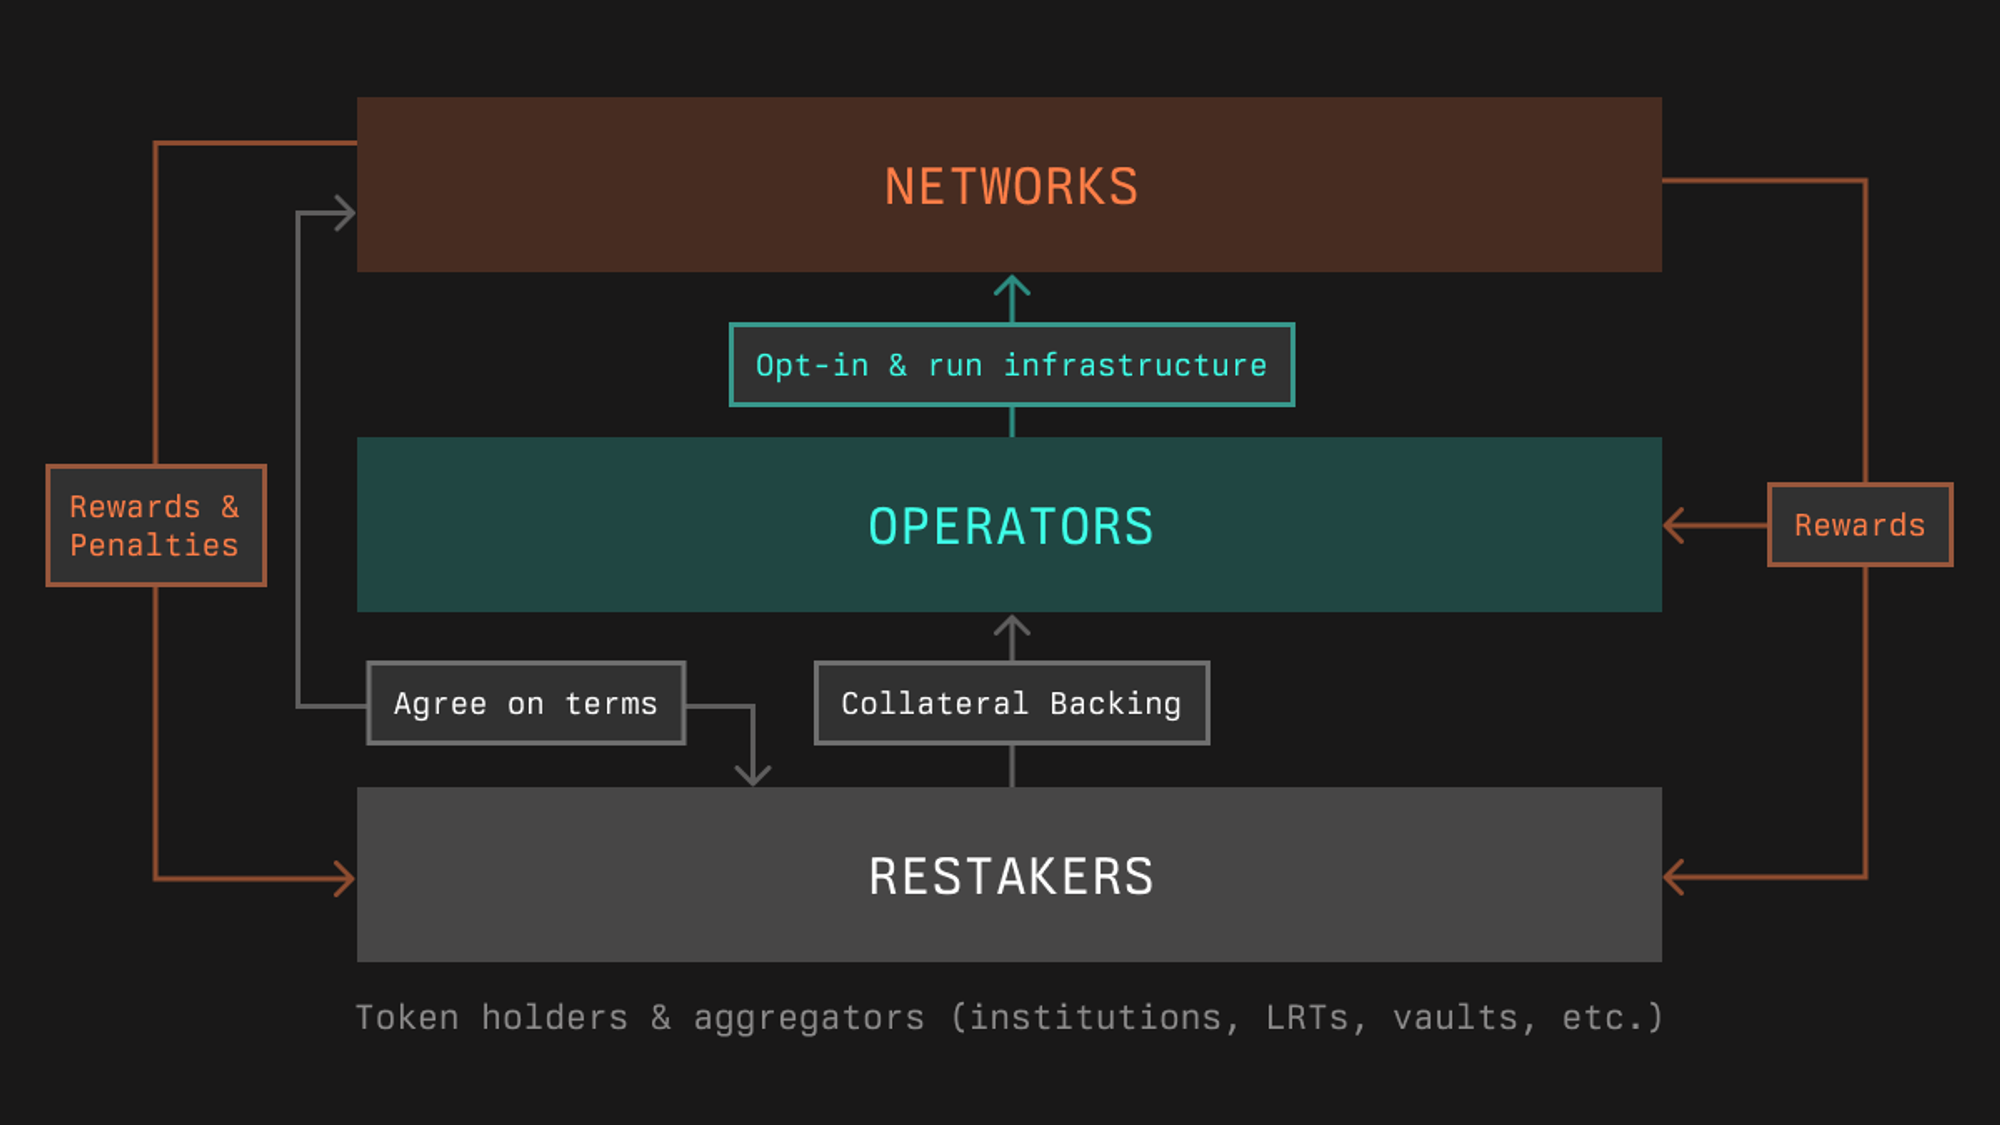 NETWORKS
Opt-in & run infrastructure
OPERATORS
Rewards &
Penalties
Rewards
Agree on terms
Collateral Backing
RESTAKERS
Token holders & aggregators (institutions, LRTs, vaults, etc.)